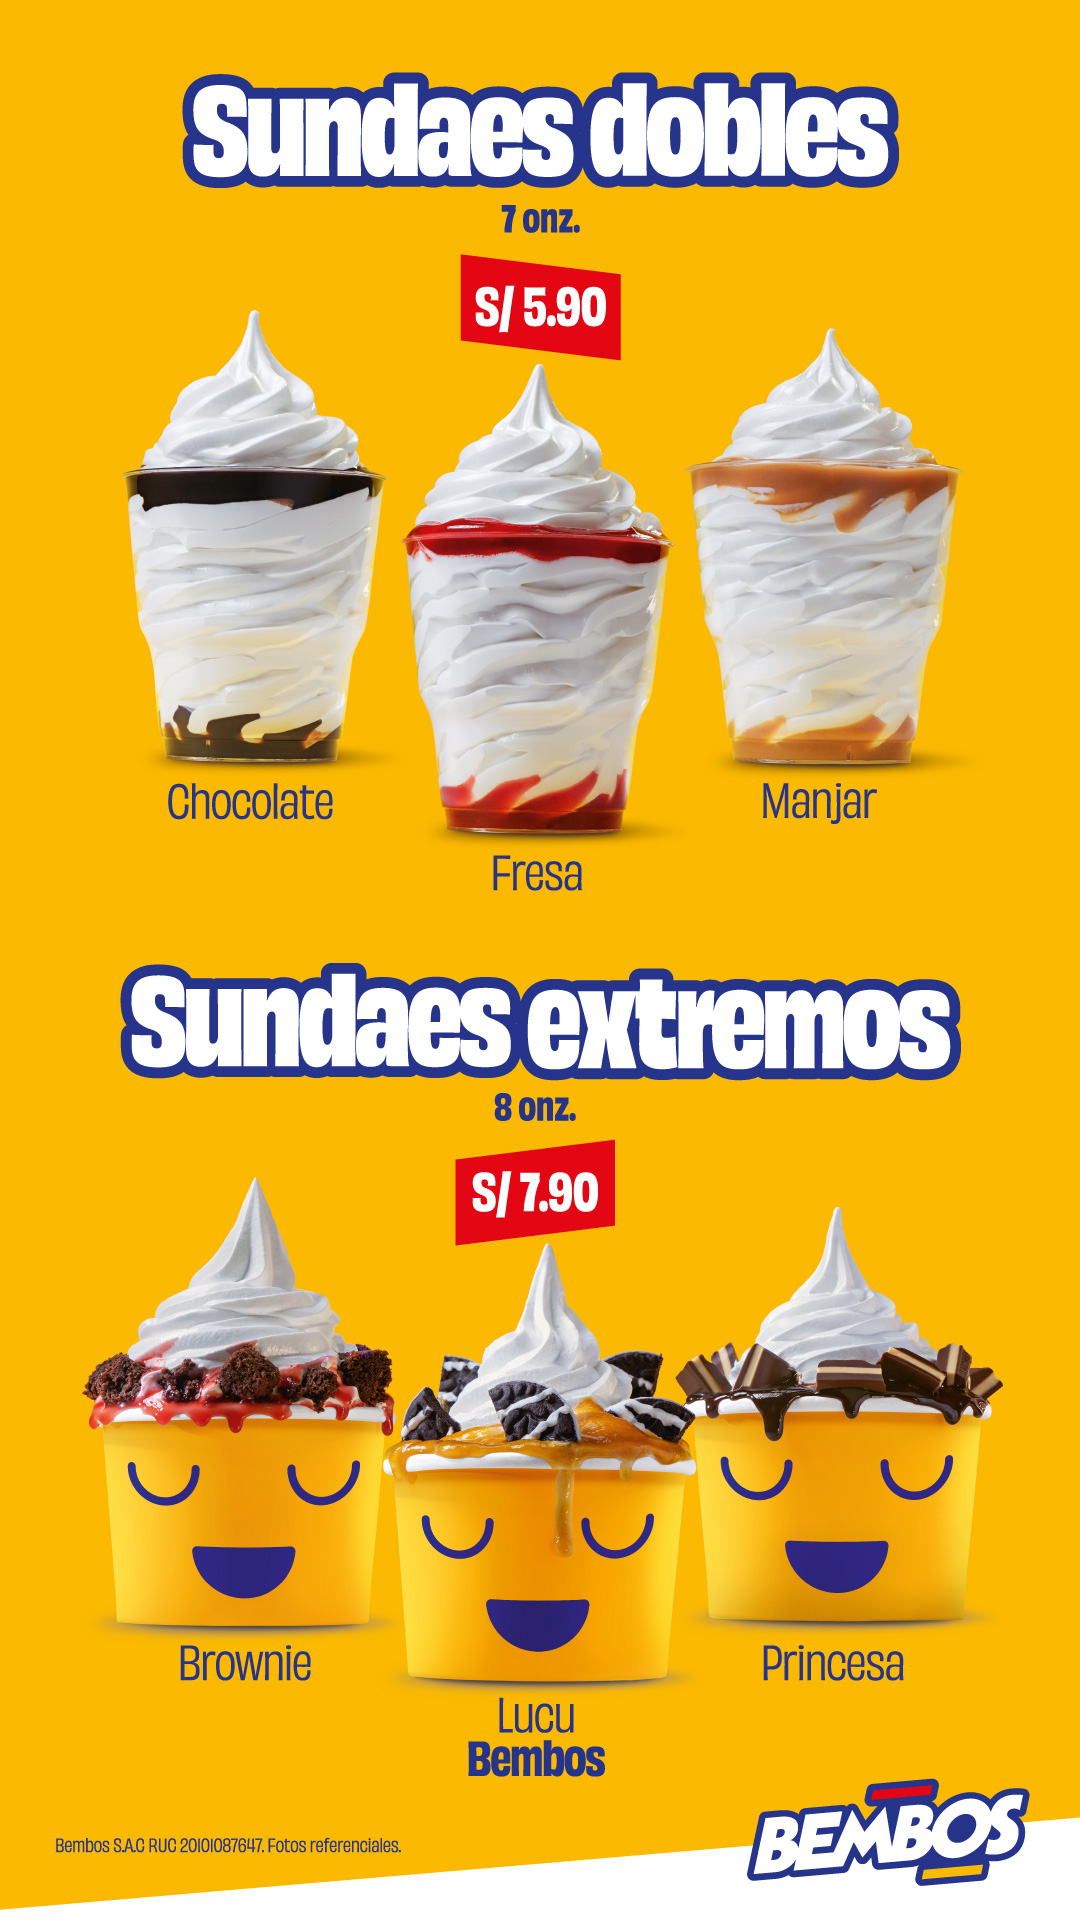 Sundaes dobles
7 onz.
S/ 5.90
Chocolate
Fresa
Manjar
Sundaes extremos
8 onz.
S/ 7.90
Brownie
Lucu
Bembos
Princesa
Bembos S.A.C RUC 20101087647. Fotos referenciales.
BEMBOS